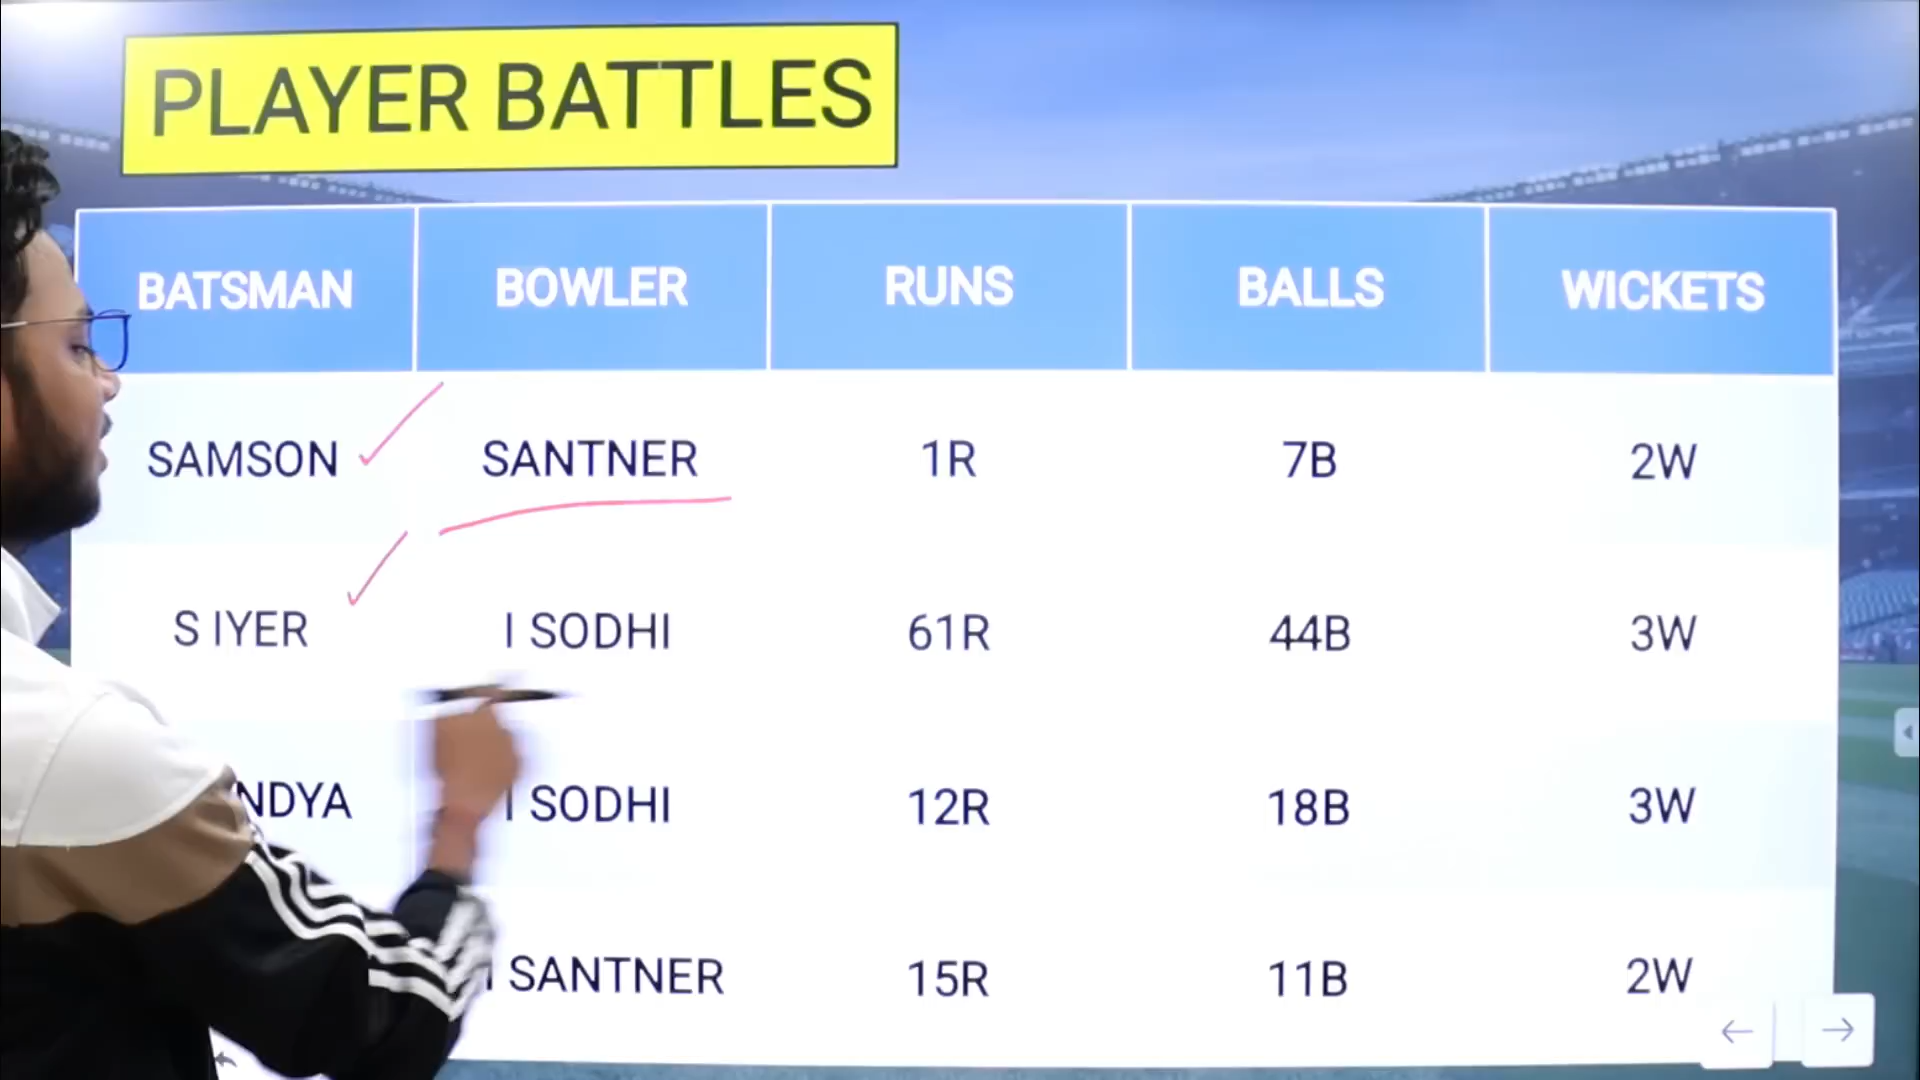 PLAYER BATTLES
BATSMAN BOWLER RUNS BALLS WICKETS
SAMSON SANTNER 1R 7B 2W
S IYER I SODHI 61R 44B 3W
NDYA I SODHI 12R 18B 3W
SANTNER 15R 11B 2W